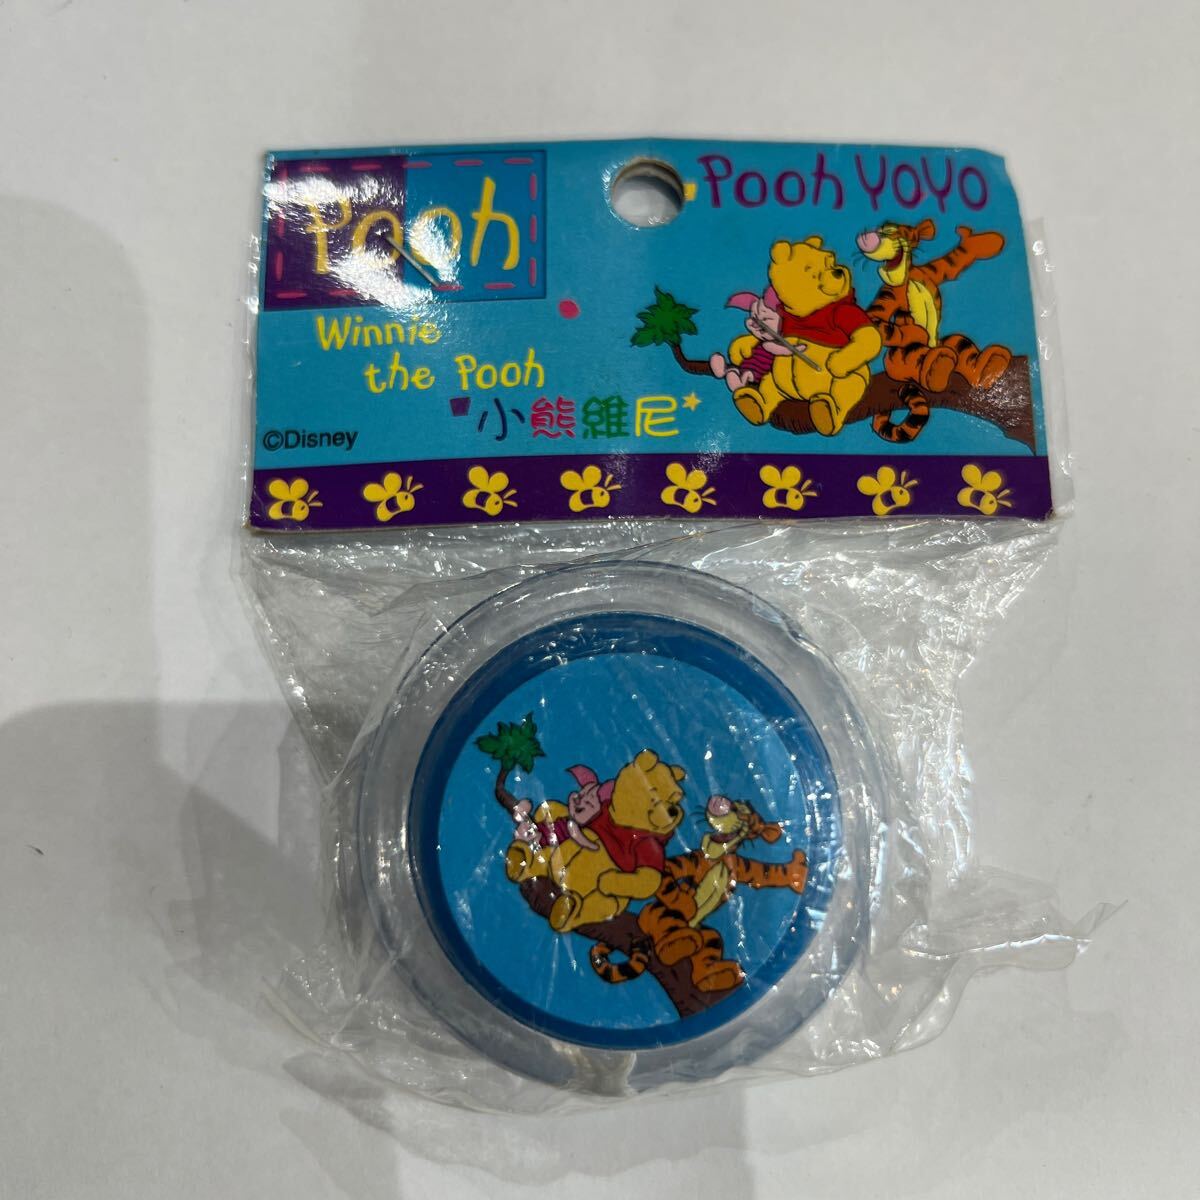 Pooh
Pooh YoYo
Winnie
the Pooh
小熊維尼
©Disney